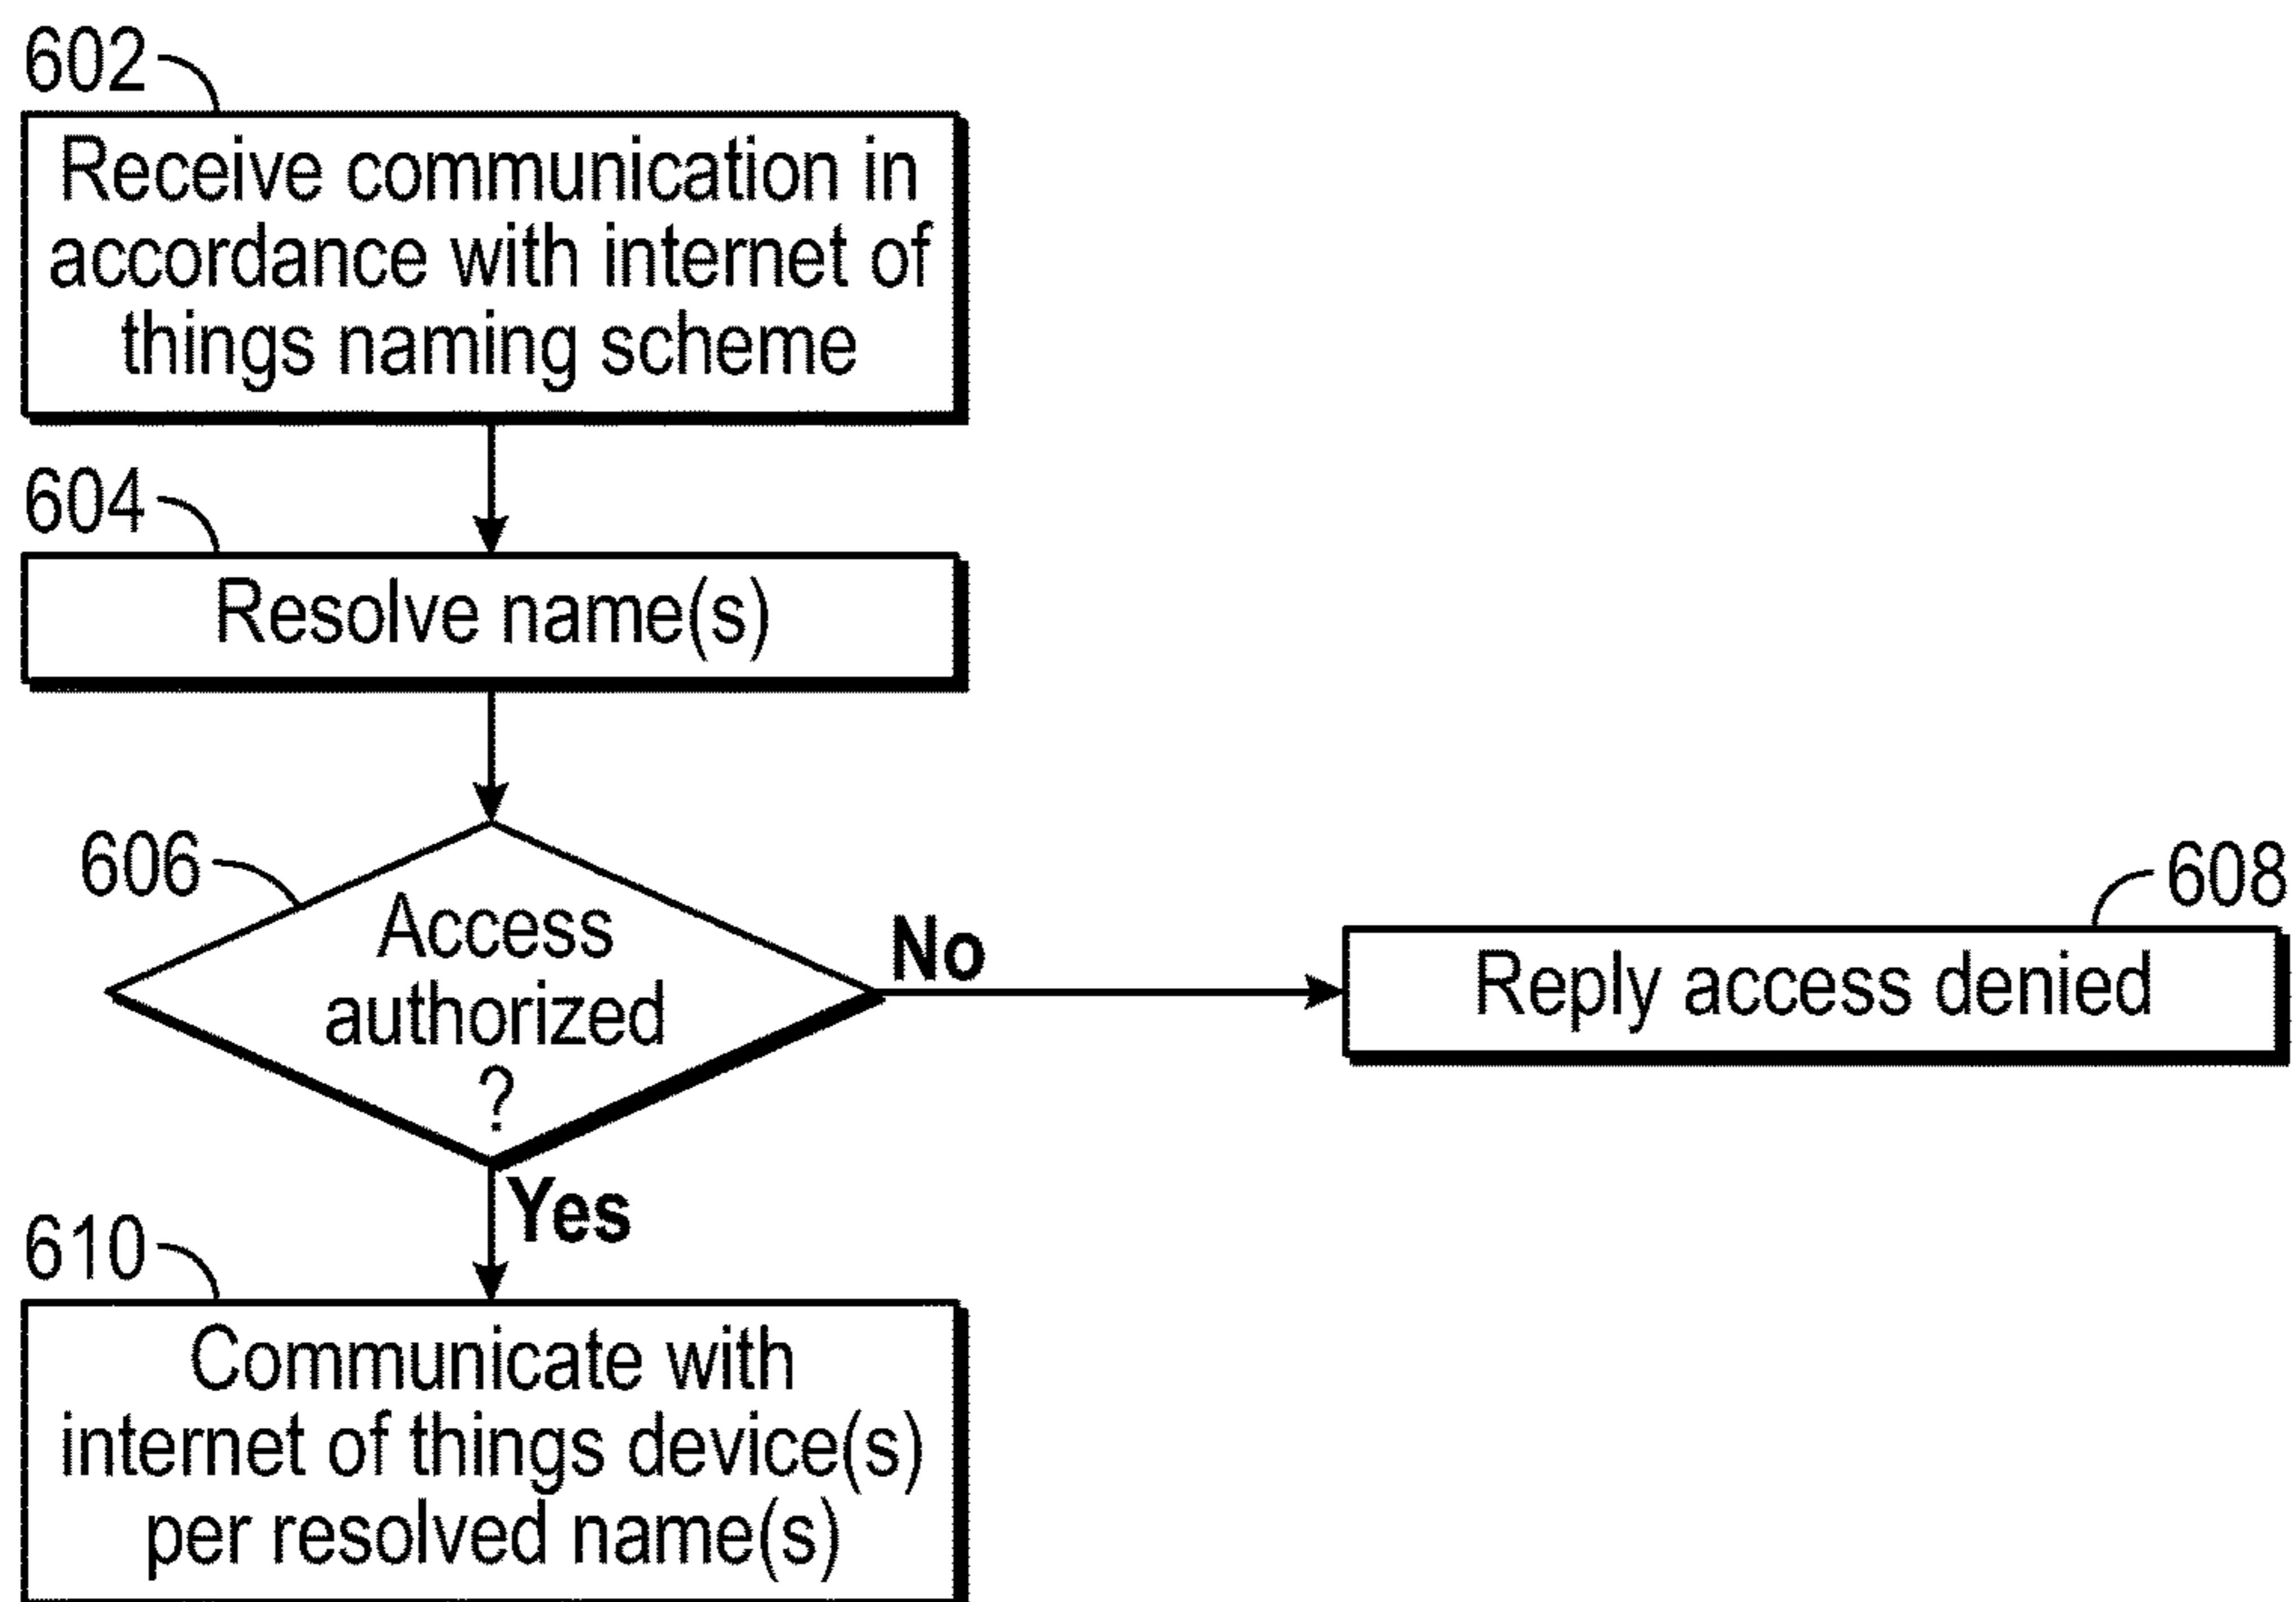 602
Receive communication in
accordance with internet of
things naming scheme
604
Resolve name(s)
606
Access
authorized
?
No
608
Reply access denied
Yes
610
Communicate with
internet of things device(s)
per resolved name(s)